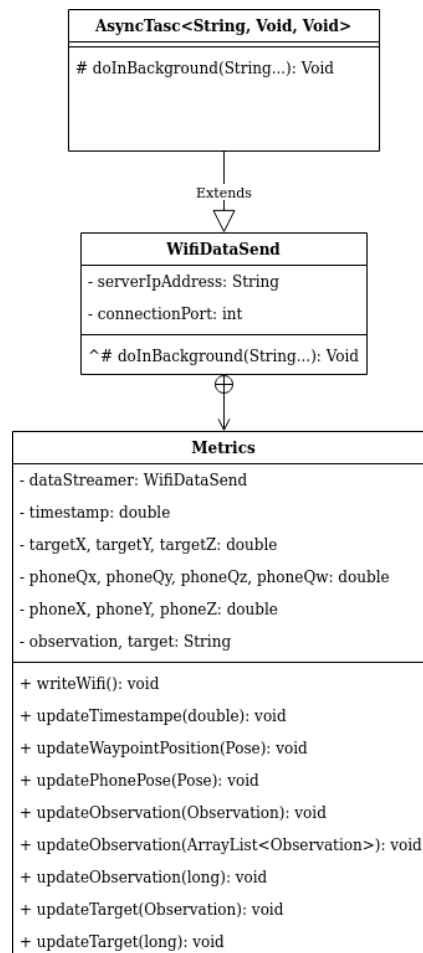 AsyncTasc<String, Void, Void>
# doInBackground(String...): Void
Extends
WifiDataSend
- serverIpAddress: String
- connectionPort: int
^# doInBackground(String...): Void
Metrics
- dataStreamer: WifiDataSend
- timestamp: double
- targetX, targetY, targetZ: double
- phoneQx, phoneQy, phoneQz, phoneQw: double
- phoneX, phoneY, phoneZ: double
- observation, target: String
+ writeWifi(): void
+ updateTimestampe(double): void
+ updateWaypointPosition(Pose): void
+ updatePhonePose(Pose): void
+ updateObservation(Observation): void
+ updateObservation(ArrayList<Observation>): void
+ updateObservation(long): void
+ updateTarget(Observation): void
+ updateTarget(long): void